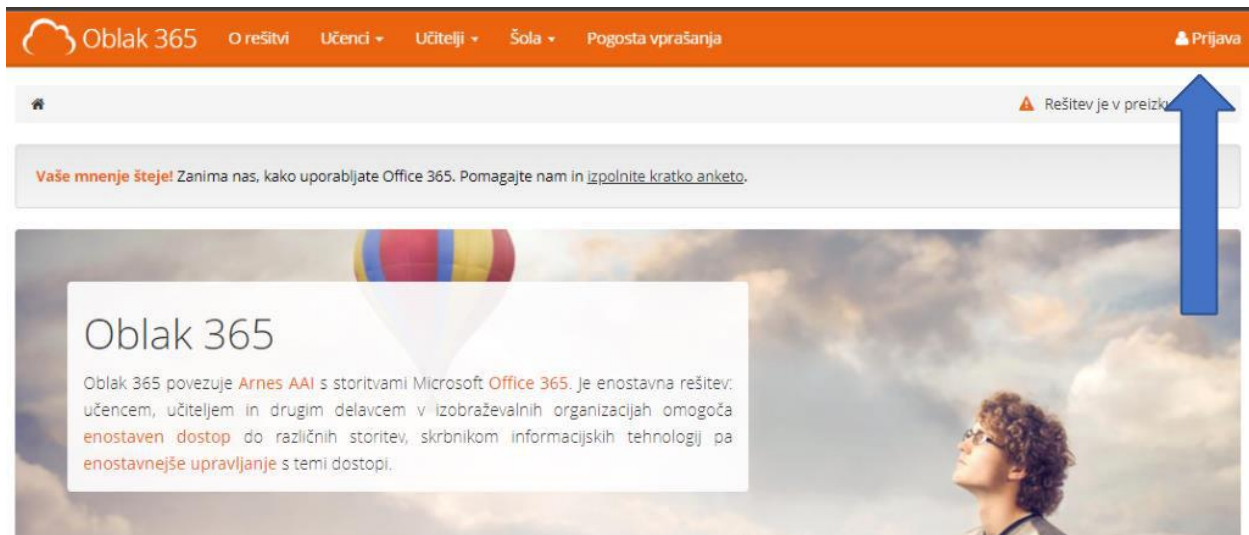 Oblak 365 O rešitvi Učenci Učitelji Šola Pogosta vprašanja Prijava
Rešitev je v
Vaše mnenje šteje! Zanima nas, kako uporabljate Office 365. Pomagajte nam in izpolnite kratko anketo.
Oblak 365
Oblak 365 povezuje Arnes AAI s storitvami Microsoft Office 365. Je enostavna rešitev:
učencem, učiteljem in drugim delavcem v izobraževalnih organizacijah omogoča
enostaven dostop do različnih storitev, skrbnikom informacijskih tehnologij pa
enostavnejše upravljanje s temi dostopi.